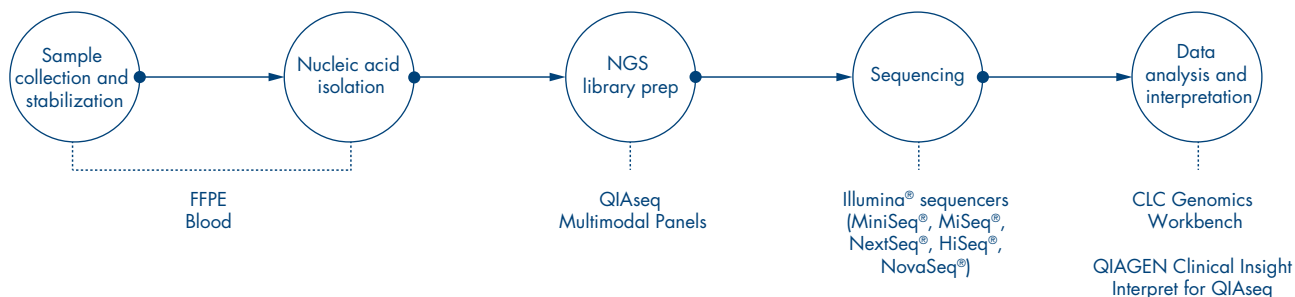 Sample
collection and
stabilization
Nucleic acid
isolation
NGS
library prep
Sequencing
Data
analysis and
interpretation
FFPE
Blood
QIAseq
Multimodal Panels
Illumina® sequencers
(MiniSeq®, MiSeq®,
NextSeq®, HiSeq®,
NovaSeq®)
CLC Genomics
Workbench
QIAGEN Clinical Insight
Interpret for QIAseq